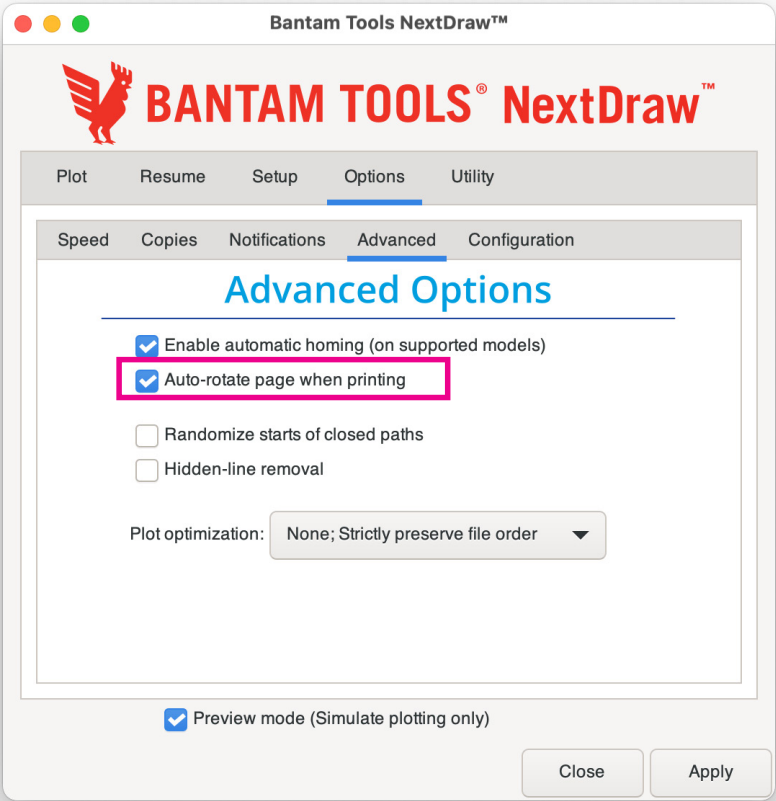 Bantam Tools NextDraw™
BANTAM TOOLS® NextDraw™
Plot Resume Setup Options Utility
Speed Copies Notifications Advanced Configuration
Advanced Options
Enable automatic homing (on supported models)
Auto-rotate page when printing
Randomize starts of closed paths
Hidden-line removal
Plot optimization: None; Strictly preserve file order
Preview mode (Simulate plotting only)
Close Apply